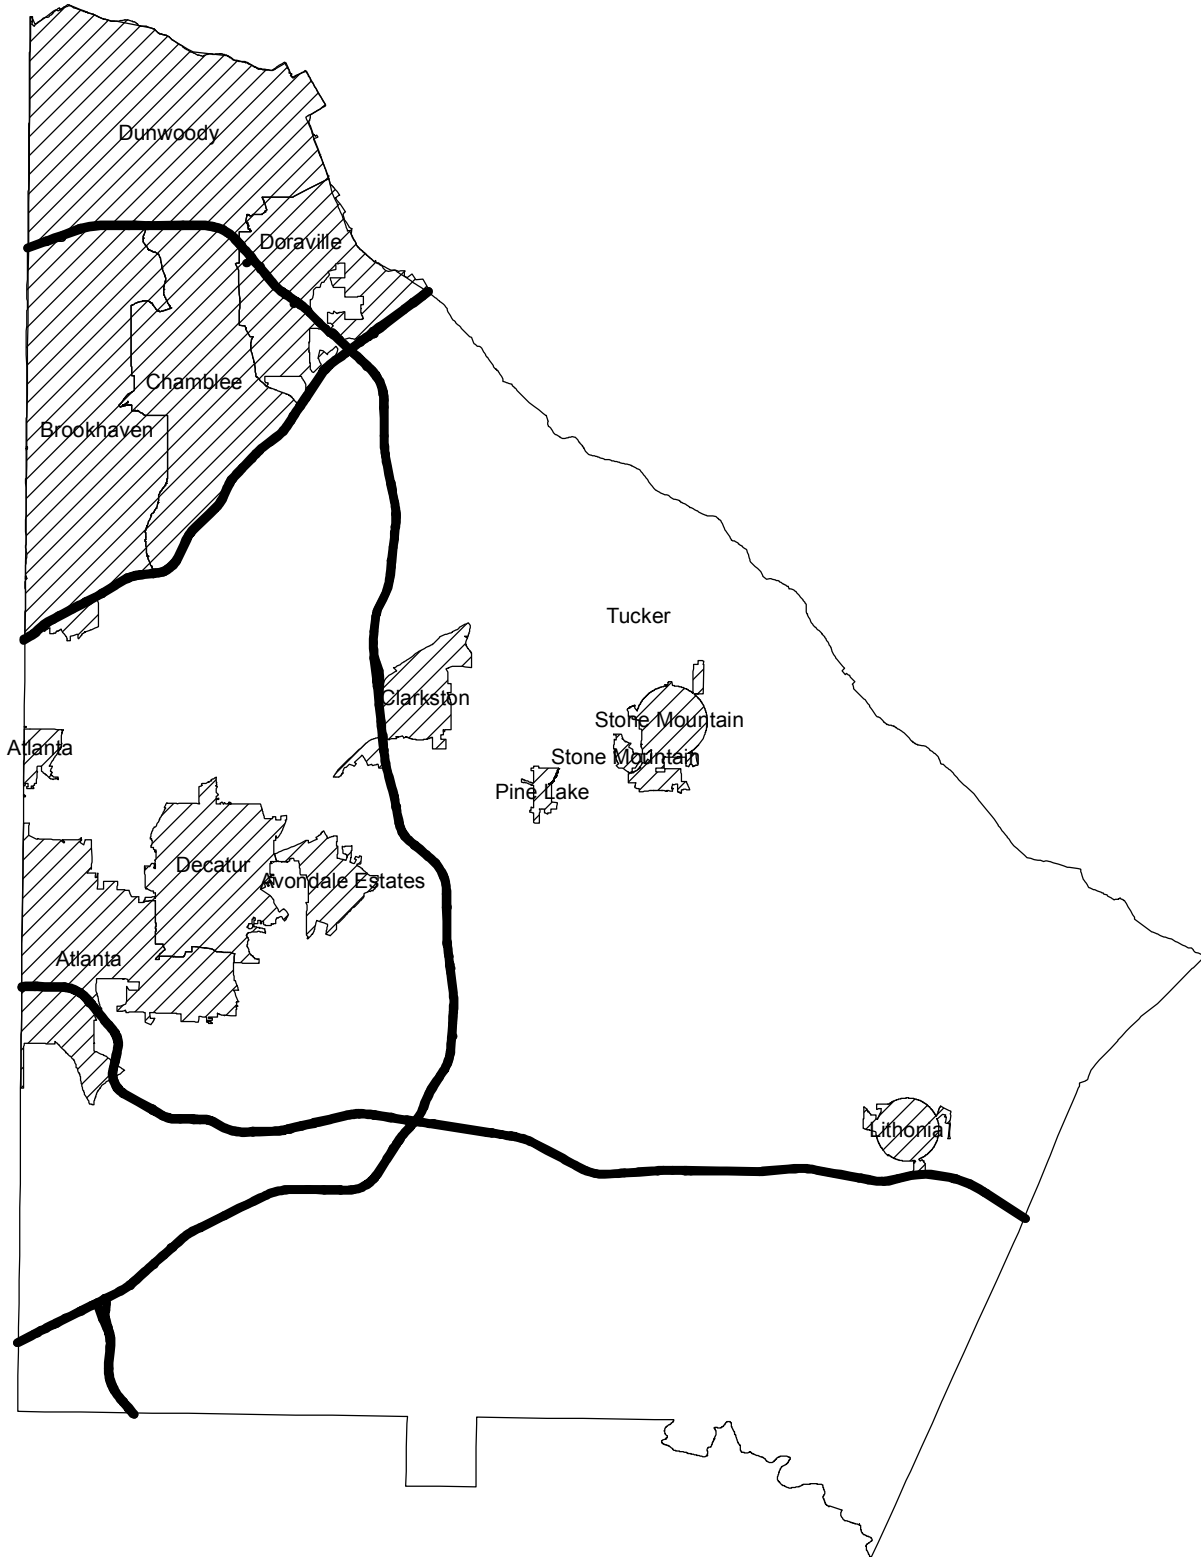 Dunwoody
Doraville
Chamblee
Brookhaven
Tucker
Clarkston
Stone Mountain
Atlanta
Stone Mountain
Pine Lake
Decatur
Avondale Estates
Atlanta
Lithonia